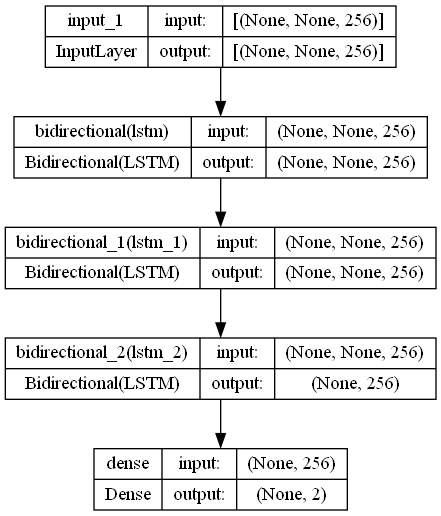 input_1 input: [(None, None, 256)]
InputLayer output: [(None, None, 256)]
bidirectional(lstm) input: (None, None, 256)
Bidirectional(LSTM) output: (None, None, 256)
bidirectional_1(lstm_1) input: (None, None, 256)
Bidirectional(LSTM) output: (None, None, 256)
bidirectional_2(lstm_2) input: (None, None, 256)
Bidirectional(LSTM) output: (None, 256)
dense input: (None, 256)
Dense output: (None, 2)